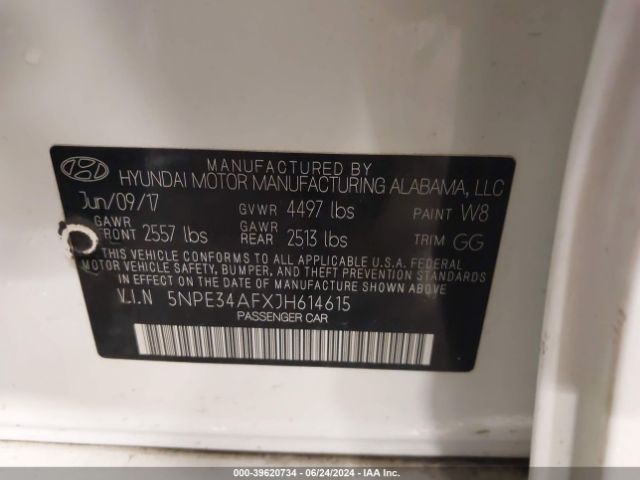 MANUFACTURED BY
HYUNDAI MOTOR MANUFACTURING ALABAMA, LLC
Jun/09/17 GVWR 4497 lbs PAINT W8
GAWR FRONT 2557 lbs GAWR REAR 2513 lbs TRIM GG
THIS VEHICLE CONFORMS TO ALL APPLICABLE U.S.A. FEDERAL
MOTOR VEHICLE SAFETY, BUMPER, AND THEFT PREVENTION STANDARDS
IN EFFECT ON THE DATE OF MANUFACTURE SHOWN ABOVE.
V.I.N 5NPE34AFXJH614615
PASSENGER CAR
000-39620734 - 06/24/2024 - IAA Inc.